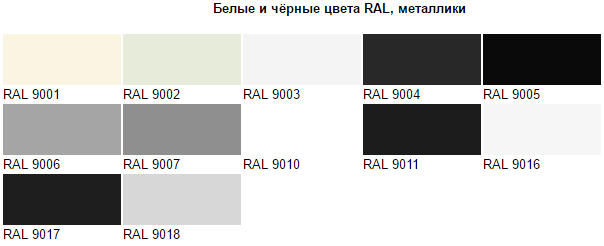 Белые и чёрные цвета RAL, металлики
RAL 9001 RAL 9002 RAL 9003 RAL 9004 RAL 9005
RAL 9006 RAL 9007 RAL 9010 RAL 9011 RAL 9016
RAL 9017 RAL 9018